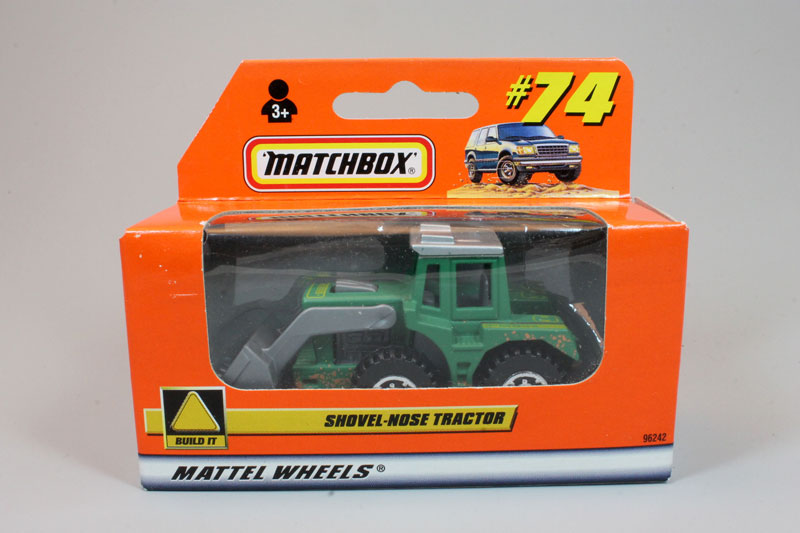 #74
3+
MATCHBOX®
SHOVEL-NOSE TRACTOR
BUILD IT
96242
MATTEL WHEELS®